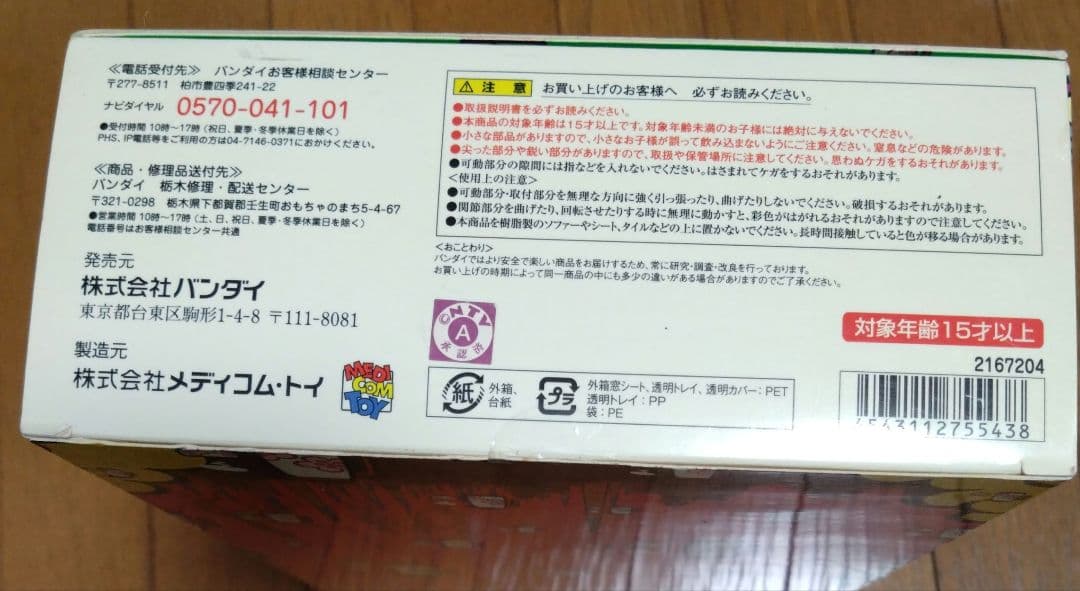 ≪電話受付先≫ バンダイお客様相談センター
〒277-8511 柏市豊四季241-22
ナビダイヤル 0570-041-101
●受付時間 10時〜17時(祝日、夏季・冬季休業日を除く)
PHS、IP電話等をご利用の方は04-7146-0371におかけください。
≪商品・修理品送付先≫
バンダイ 栃木修理・配送センター
〒321-0298 栃木県下都賀郡壬生町おもちゃのまち5-4-67
●営業時間 10時〜17時(土、日、祝日、夏季・冬季休業日を除く)
電話番号はお客様相談センター共通
発売元
株式会社バンダイ
東京都台東区駒形1-4-8 〒111-8081
製造元
株式会社メディコム・トイ
MEDI
COM
TOY
⚠注意 お買い上げのお客様へ 必ずお読みください。
●取扱説明書を必ずお読みください。
●本商品の対象年齢は15才以上です。対象年齢未満のお子様には絶対に与えないでください。
●小さな部品がありますので、小さなお子様が誤って飲み込まないようにご注意ください。窒息などの危険があります。
●尖った部分や鋭い部分がありますので、取扱や保管場所に注意してください。思わぬケガをするおそれがあります。
●可動部分の隙間には指などを入れないでください。はさまれてケガをするおそれがあります。
<使用上の注意>
●可動部分・取付部分を無理な方向に強く引っ張ったり、曲げたりしないでください。破損するおそれがあります。
●関節部分を曲げたり、回転させたりする時に無理に動かすと、彩色がはがれるおそれがありますので注意してください。
●本商品を樹脂製のソファーやシート、タイルなどの上に置かないでください。長時間接触していると色が移る場合があります。
<おことわり>
バンダイではより安全で楽しい商品をお届けするため、常に研究・調査・改良を行っております。
お買い上げの時期によって同一商品の中にも多少の違いがある場合がありますのでご了承ください。
©NTV
A
承認済
対象年齢15才以上
2167204
紙 外箱、
台紙
プラ 外箱窓シート、透明トレイ、透明カバー:PET
透明トレイ:PP
袋:PE
4543112755438